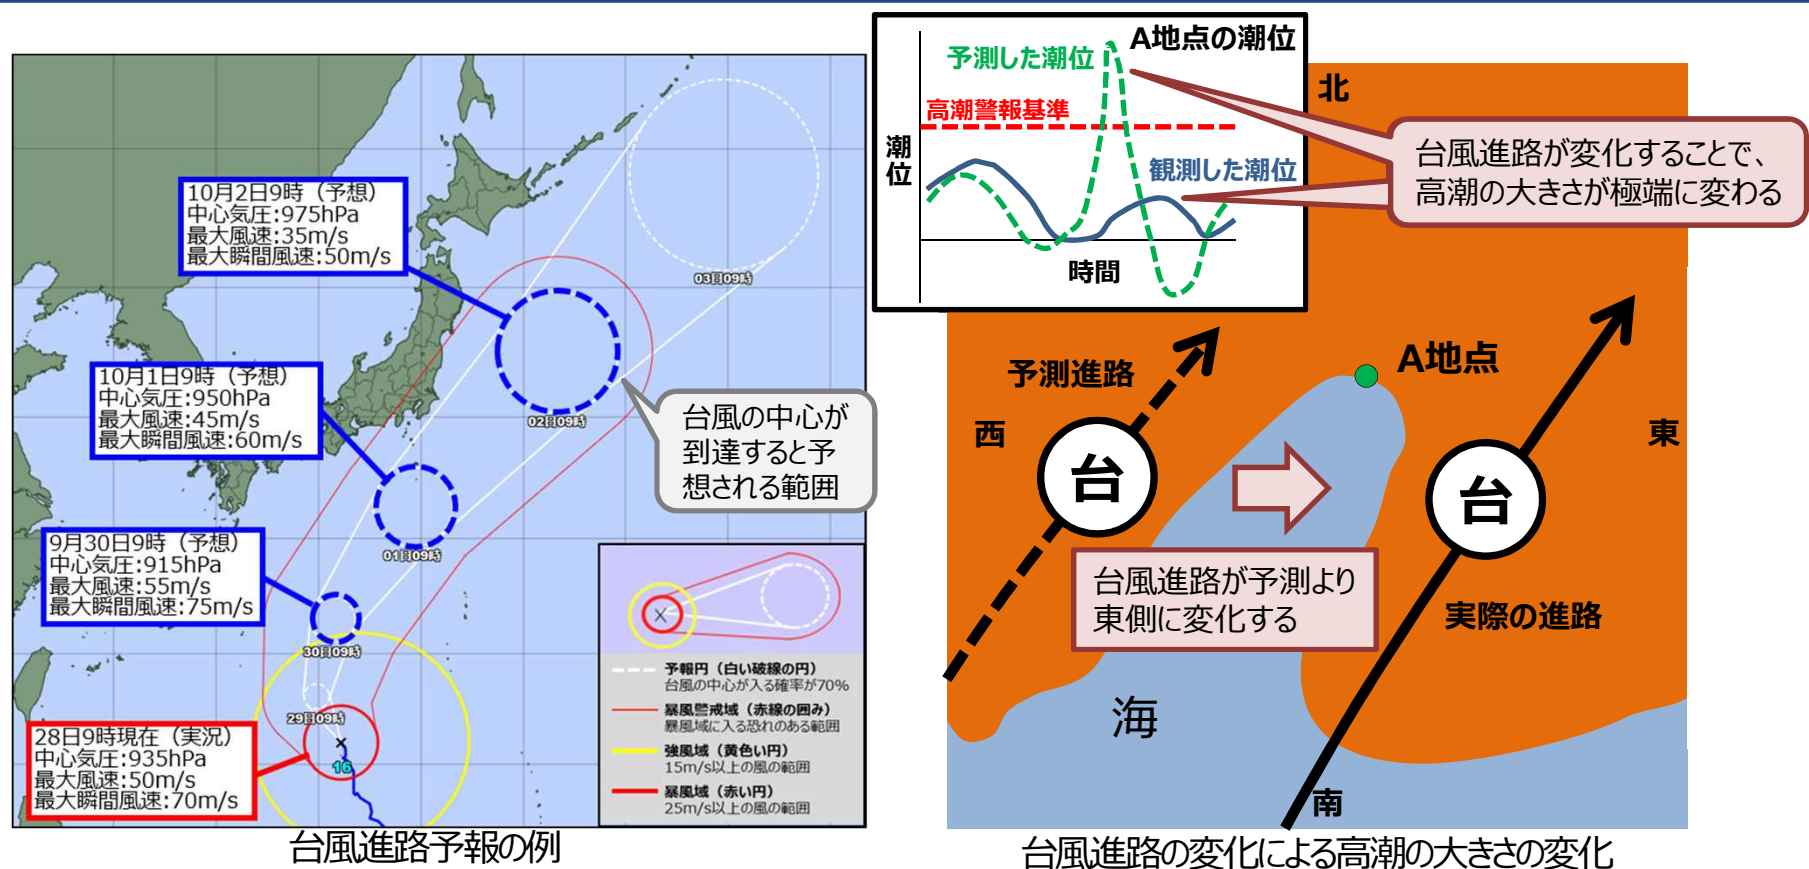 10月2日9時（予想）
中心気圧:975hPa
最大風速:35m/s
最大瞬間風速:50m/s
10月1日9時（予想）
中心気圧:950hPa
最大風速:45m/s
最大瞬間風速:60m/s
9月30日9時（予想）
中心気圧:915hPa
最大風速:55m/s
最大瞬間風速:75m/s
28日9時現在（実況）
中心気圧:935hPa
最大風速:50m/s
最大瞬間風速:70m/s
03日09時
02日09時
01日09時
30日09時
29日09時
16
台風の中心が
到達すると予
想される範囲
予報円（白い破線の円）
台風の中心が入る確率が70%
暴風警戒域（赤線の囲み）
暴風域に入る恐れのある範囲
強風域（黄色い円）
15m/s以上の風の範囲
暴風域（赤い円）
25m/s以上の風の範囲
台風進路予報の例
A地点の潮位
予測した潮位
高潮警報基準
潮位
観測した潮位
時間
台風進路が変化することで、
高潮の大きさが極端に変わる
北
予測進路
A地点
西
東
台
台
台風進路が予測より
東側に変化する
実際の進路
海
南
台風進路の変化による高潮の大きさの変化